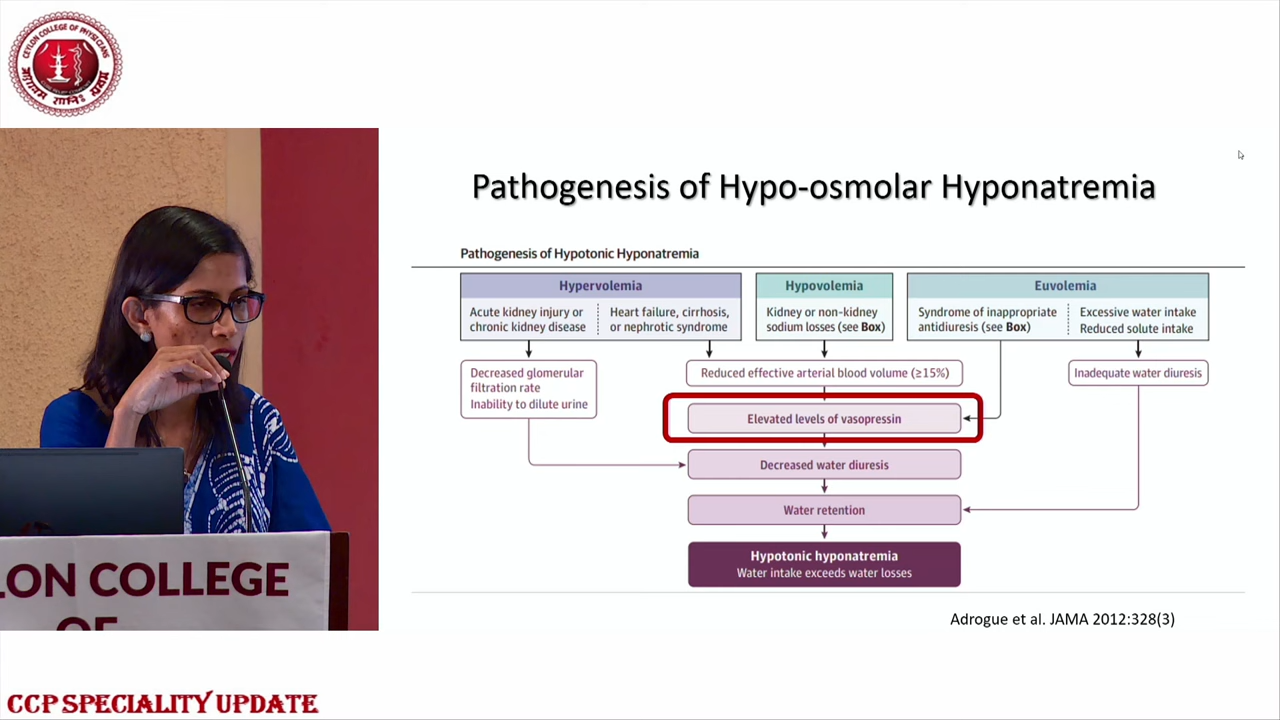 CEYLON COLLEGE OF PHYSICIANS
Pathogenesis of Hypo-osmolar Hyponatremia
Pathogenesis of Hypotonic Hyponatremia
Hypervolemia
Acute kidney injury or
chronic kidney disease
Heart failure, cirrhosis,
or nephrotic syndrome
Hypovolemia
Kidney or non-kidney
sodium losses (see Box)
Euvolemia
Syndrome of inappropriate
antidiuresis (see Box)
Excessive water intake
Reduced solute intake
Decreased glomerular
filtration rate
Inability to dilute urine
Reduced effective arterial blood volume (≥15%)
Inadequate water diuresis
Elevated levels of vasopressin
Decreased water diuresis
Water retention
Hypotonic hyponatremia
Water intake exceeds water losses
Adrogue et al. JAMA 2012:328(3)
LON COLLEGE
OF
CCP SPECIALITY UPDATE